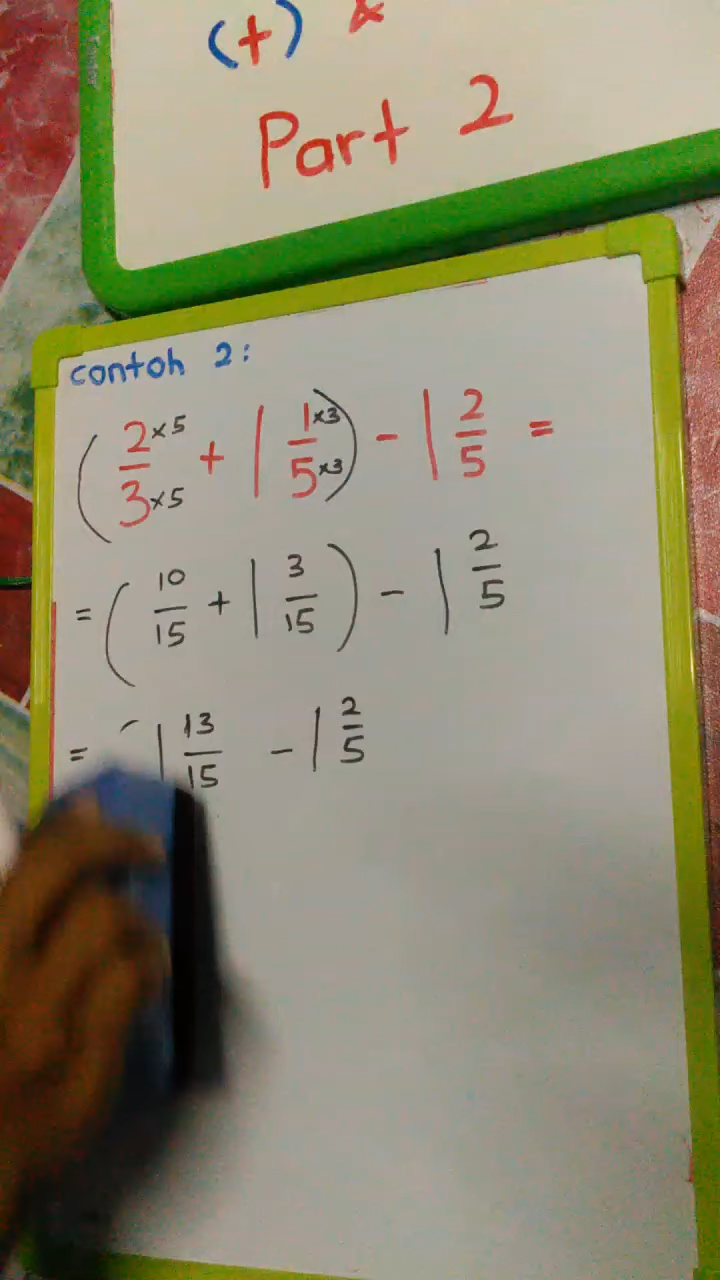 (+) &
Part 2
contoh 2:
(2/3 ×5 ×5 + 1 1/5 ×3 ×3) - 1 2/5 =
= (10/15 + 1 3/15) - 1 2/5
= ( 1 13/15 - 1 2/5